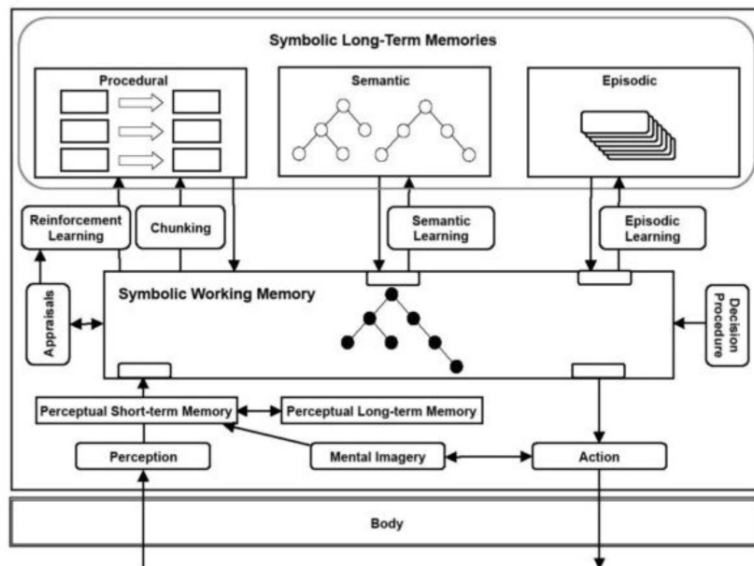 Symbolic Long-Term Memories
Procedural
Semantic
Episodic
Reinforcement
Learning
Chunking
Semantic
Learning
Episodic
Learning
Appraisals
Symbolic Working Memory
Decision
Procedure
Perceptual Short-term Memory
Perceptual Long-term Memory
Perception
Mental Imagery
Action
Body